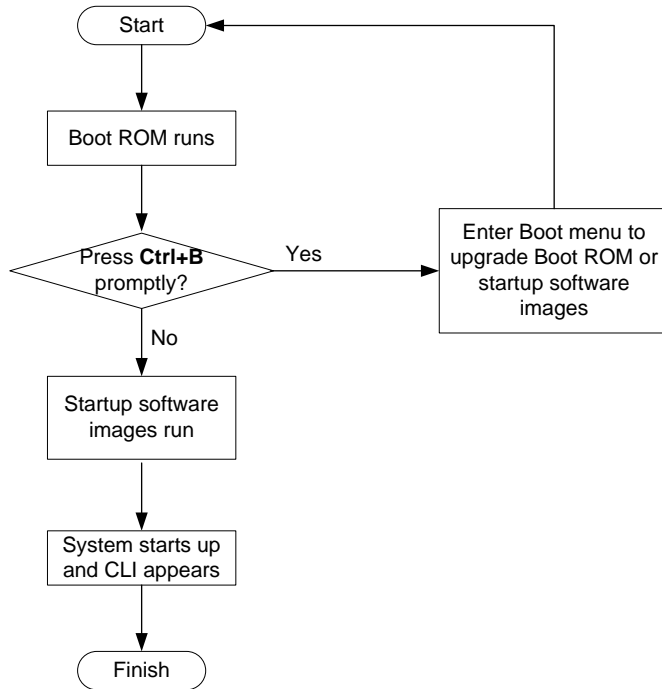 Start
Boot ROM runs
Press Ctrl+B
promptly?
Yes
Enter Boot menu to
upgrade Boot ROM or
startup software
images
No
Startup software
images run
System starts up
and CLI appears
Finish